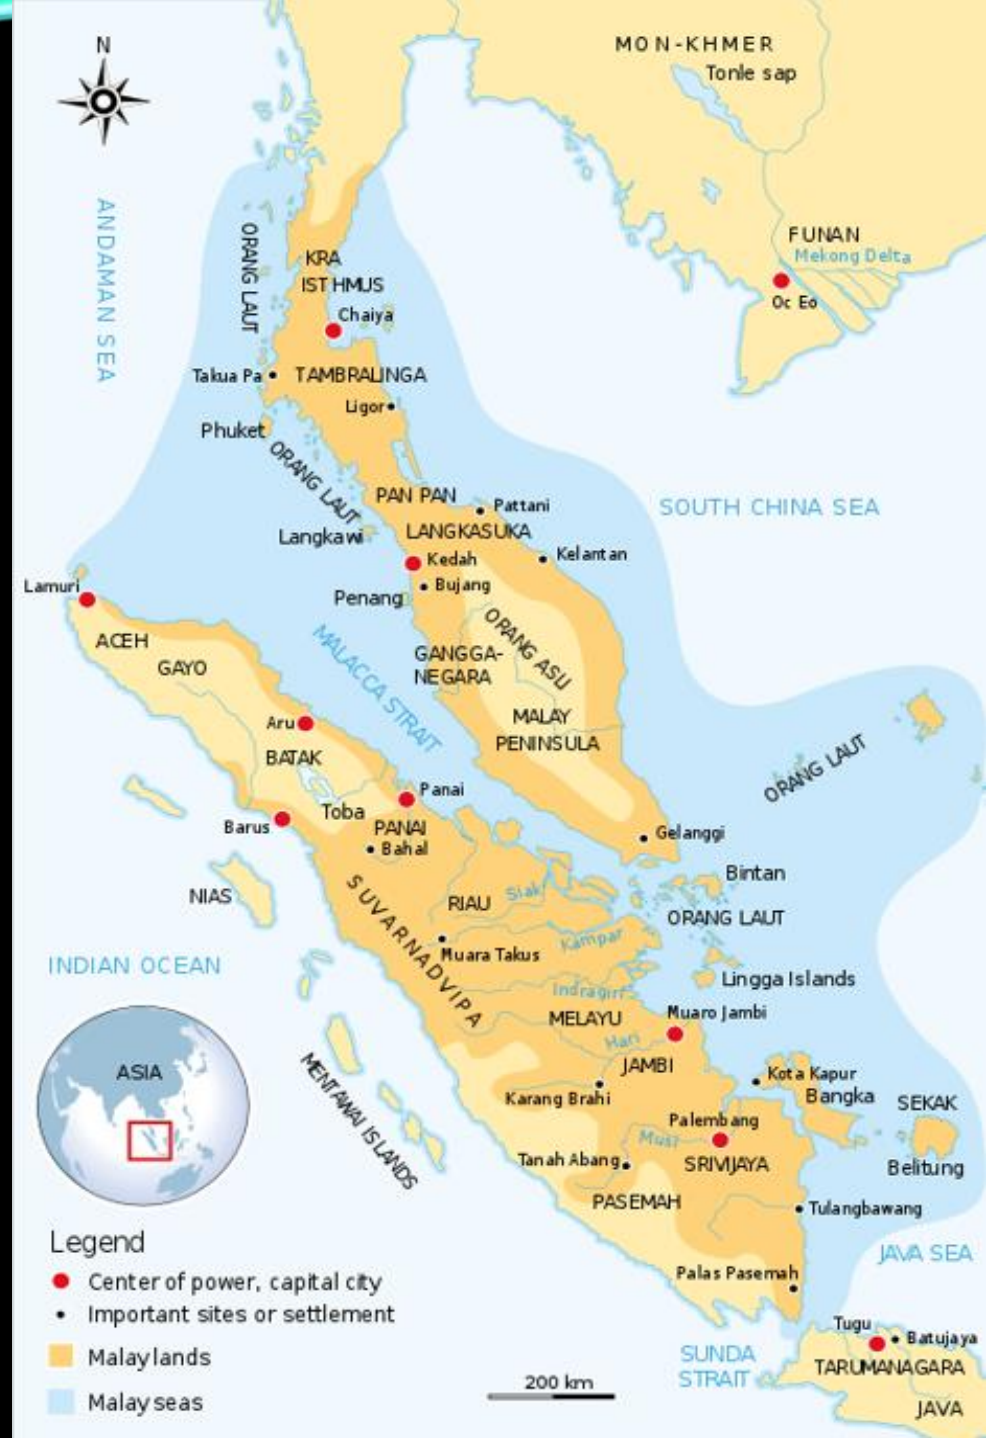 N
MON-KHMER
Tonle sap
ANDAMAN SEA
ORANG LAUT
FUNAN
Mekong Delta
Oc Eo
KRA
ISTHMUS
Chaiya
Takua Pa
TAMBRALINGA
Ligor
Phuket
ORANG LAUT
PAN PAN
Pattani
SOUTH CHINA SEA
LANGKASUKA
Langkawi
Kedah
Kelantan
Lamuri
Bujang
Penang
ORANG ASLI
ACEH
GAYO
MALACCA STRAIT
GANGGA-
NEGARA
MALAY
PENINSULA
Aru
BATAK
ORANG LAUT
Panai
Toba
Barus
PANAI
Gelanggi
Bahal
Bintan
NIAS
SUVARNADVIPA
RIAU
Siak
ORANG LAUT
Kampar
Muara Takus
INDIAN OCEAN
Lingga Islands
Indragiri
MELAYU
Muaro Jambi
Hari
ASIA
MENTAWAI ISLANDS
JAMBI
Kota Kapur
Karang Brahi
Bangka
SEKAK
Palembang
Musi
Tanah Abang
SRIVIJAYA
Belitung
PASEMAH
Tulangbawang
Legend
JAVA SEA
Center of power, capital city
Palas Pasemah
Important sites or settlement
Tugu
Batujaya
Malay lands
SUNDA
STRAIT
TARUMANAGARA
200 km
Malay seas
JAVA